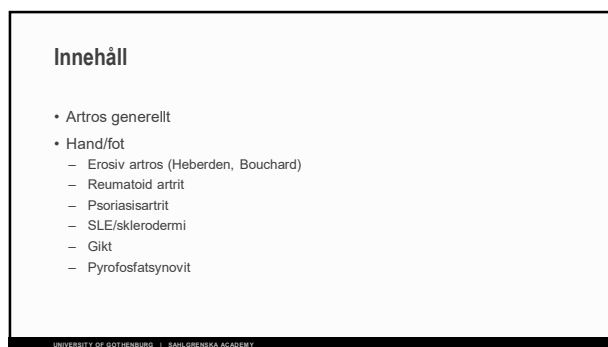 Innehåll
• Artros generellt
• Hand/fot
– Erosiv artros (Heberden, Bouchard)
– Reumatoid artrit
– Psoriasisartrit
– SLE/sklerodermi
– Gikt
– Pyrofosfatsynovit
UNIVERSITY OF GOTHENBURG | SAHLGRENSKA ACADEMY